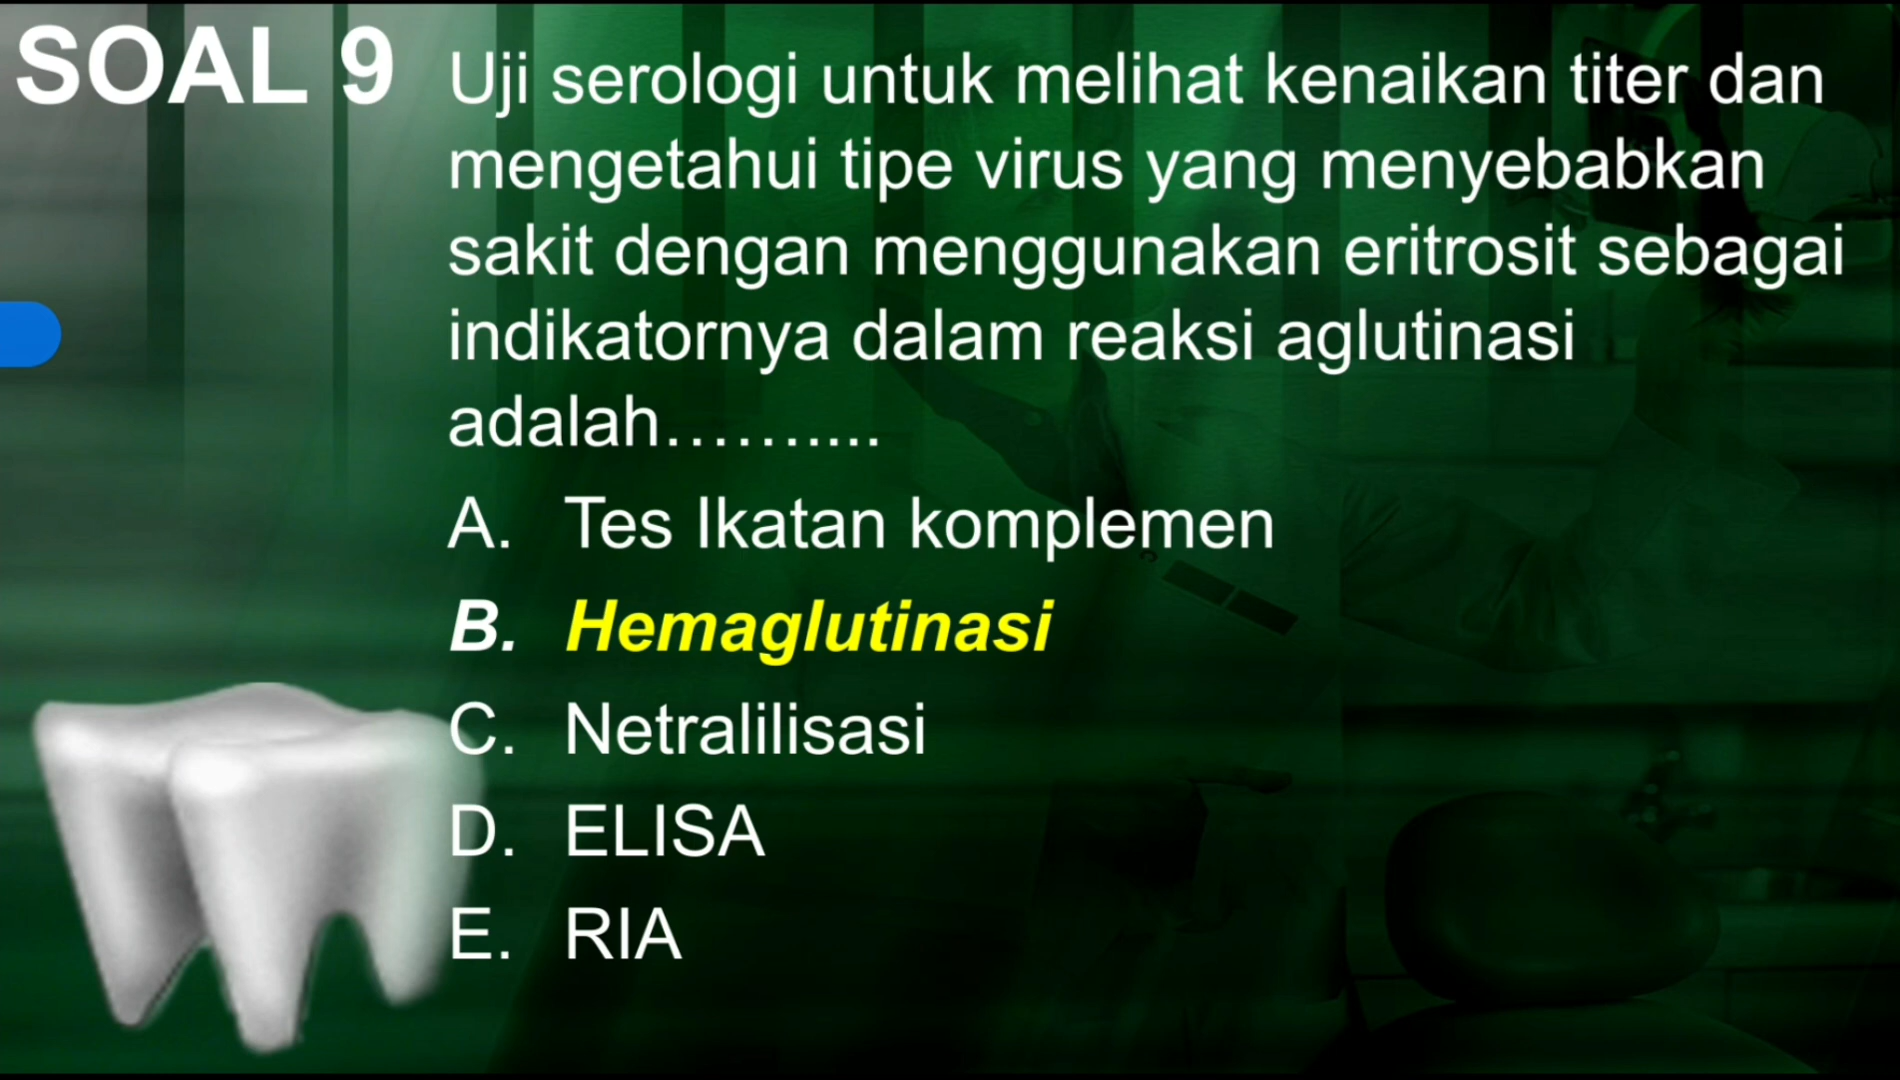 SOAL 9
Uji serologi untuk melihat kenaikan titer dan
mengetahui tipe virus yang menyebabkan
sakit dengan menggunakan eritrosit sebagai
indikatornya dalam reaksi aglutinasi
adalah……....
A. Tes Ikatan komplemen
B. Hemaglutinasi
C. Netralilisasi
D. ELISA
E. RIA